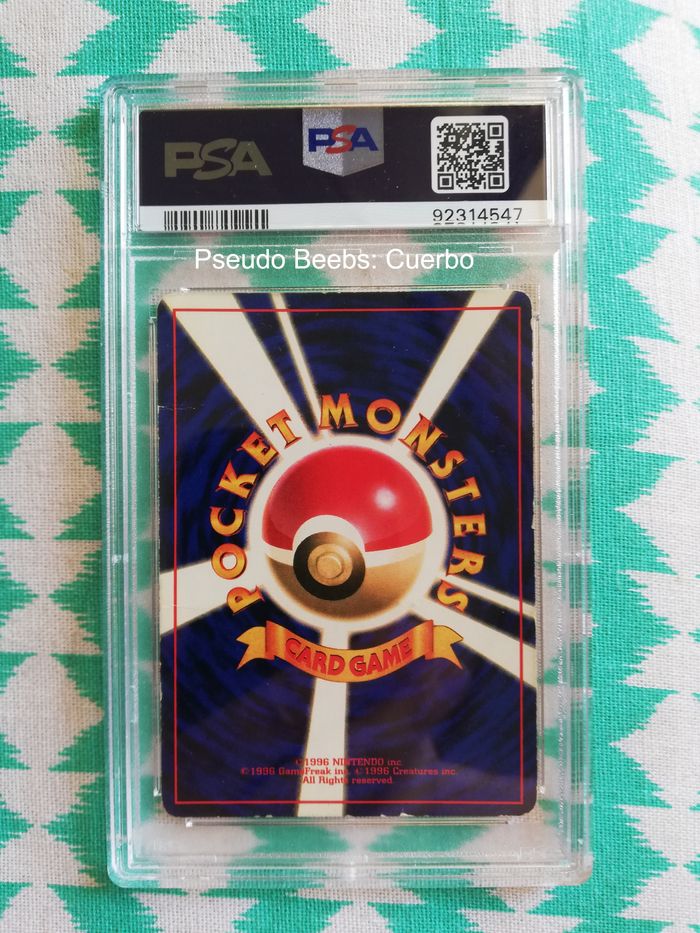 PSA
PSA
92314547
Pseudo Beebs: Cuerbo
POCKET MONSTERS
CARD GAME
©1996 NINTENDO inc.
©1996 GameFreak inc. ©1996 Creatures inc.
All Rights reserved.